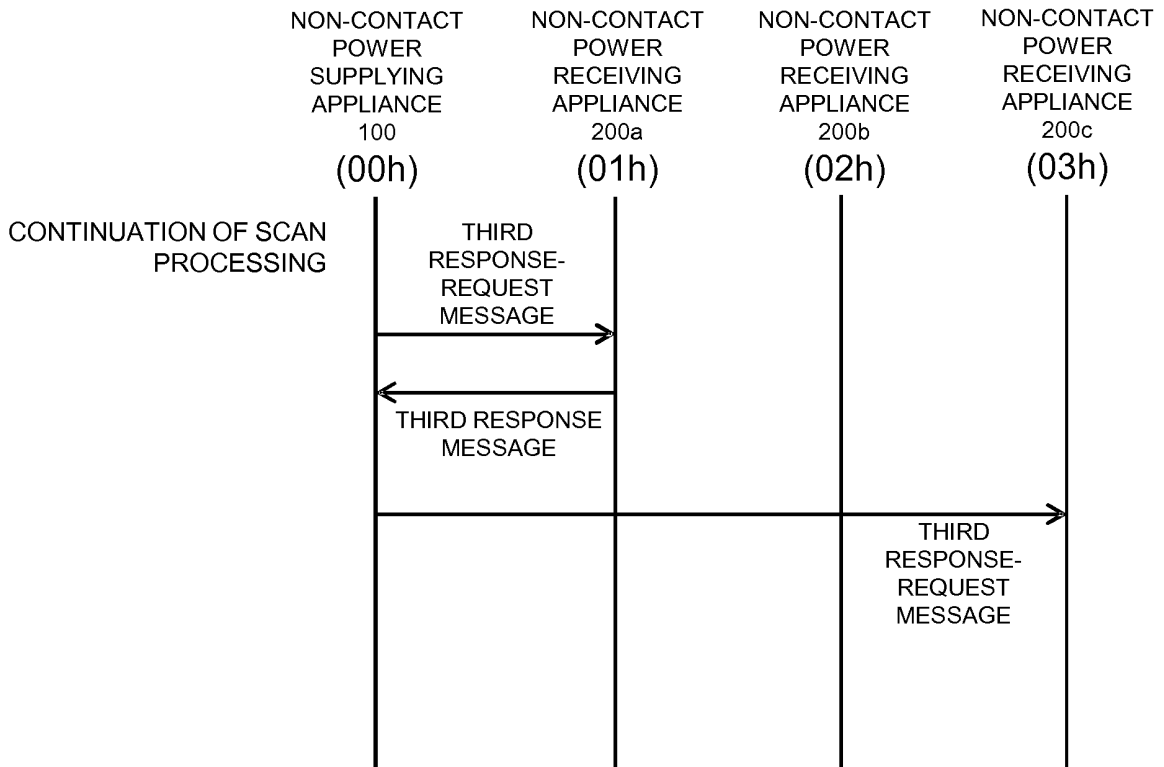 NON-CONTACT
POWER
SUPPLYING
APPLIANCE
100
(00h)
NON-CONTACT
POWER
RECEIVING
APPLIANCE
200a
(01h)
NON-CONTACT
POWER
RECEIVING
APPLIANCE
200b
(02h)
NON-CONTACT
POWER
RECEIVING
APPLIANCE
200c
(03h)
CONTINUATION OF SCAN
PROCESSING
THIRD
RESPONSE-
REQUEST
MESSAGE
THIRD RESPONSE
MESSAGE
THIRD
RESPONSE-
REQUEST
MESSAGE